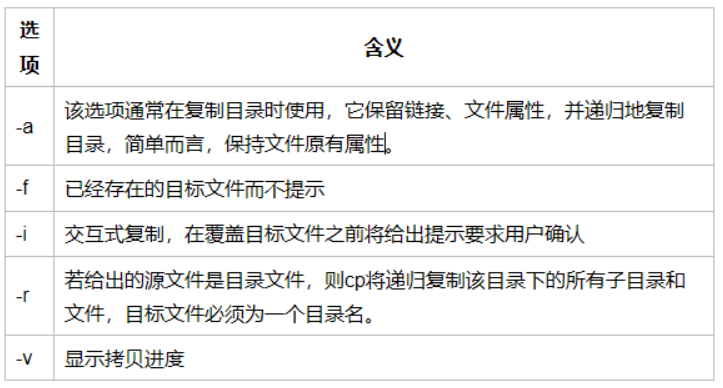 选
项
含义
-a
该选项通常在复制目录时使用，它保留链接、文件属性，并递归地复制
目录，简单而言，保持文件原有属性。
-f
已经存在的目标文件而不提示
-i
交互式复制，在覆盖目标文件之前将给出提示要求用户确认
-r
若给出的源文件是目录文件，则cp将递归复制该目录下的所有子目录和
文件，目标文件必须为一个目录名。
-v
显示拷贝进度